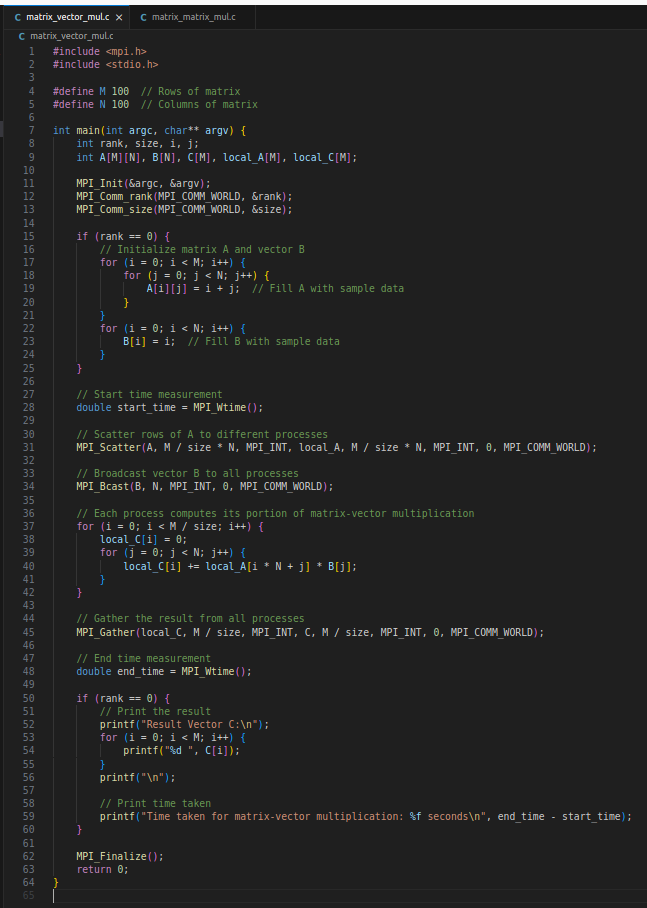 C matrix_vector_mul.c × C matrix_matrix_mul.c
C matrix_vector_mul.c
1 #include <mpi.h>
2 #include <stdio.h>
3
4 #define M 100  // Rows of matrix
5 #define N 100  // Columns of matrix
6
7 int main(int argc, char** argv) {
8     int rank, size, i, j;
9     int A[M][N], B[N], C[M], local_A[M], local_C[M];
10
11     MPI_Init(&argc, &argv);
12     MPI_Comm_rank(MPI_COMM_WORLD, &rank);
13     MPI_Comm_size(MPI_COMM_WORLD, &size);
14
15     if (rank == 0) {
16         // Initialize matrix A and vector B
17         for (i = 0; i < M; i++) {
18             for (j = 0; j < N; j++) {
19                 A[i][j] = i + j;  // Fill A with sample data
20             }
21         }
22         for (i = 0; i < N; i++) {
23             B[i] = i;  // Fill B with sample data
24         }
25     }
26
27     // Start time measurement
28     double start_time = MPI_Wtime();
29
30     // Scatter rows of A to different processes
31     MPI_Scatter(A, M / size * N, MPI_INT, local_A, M / size * N, MPI_INT, 0, MPI_COMM_WORLD);
32
33     // Broadcast vector B to all processes
34     MPI_Bcast(B, N, MPI_INT, 0, MPI_COMM_WORLD);
35
36     // Each process computes its portion of matrix-vector multiplication
37     for (i = 0; i < M / size; i++) {
38         local_C[i] = 0;
39         for (j = 0; j < N; j++) {
40             local_C[i] += local_A[i * N + j] * B[j];
41         }
42     }
43
44     // Gather the result from all processes
45     MPI_Gather(local_C, M / size, MPI_INT, C, M / size, MPI_INT, 0, MPI_COMM_WORLD);
46
47     // End time measurement
48     double end_time = MPI_Wtime();
49
50     if (rank == 0) {
51         // Print the result
52         printf("Result Vector C:\n");
53         for (i = 0; i < M; i++) {
54             printf("%d ", C[i]);
55         }
56         printf("\n");
57
58         // Print time taken
59         printf("Time taken for matrix-vector multiplication: %f seconds\n", end_time - start_time);
60     }
61
62     MPI_Finalize();
63     return 0;
64 }
65